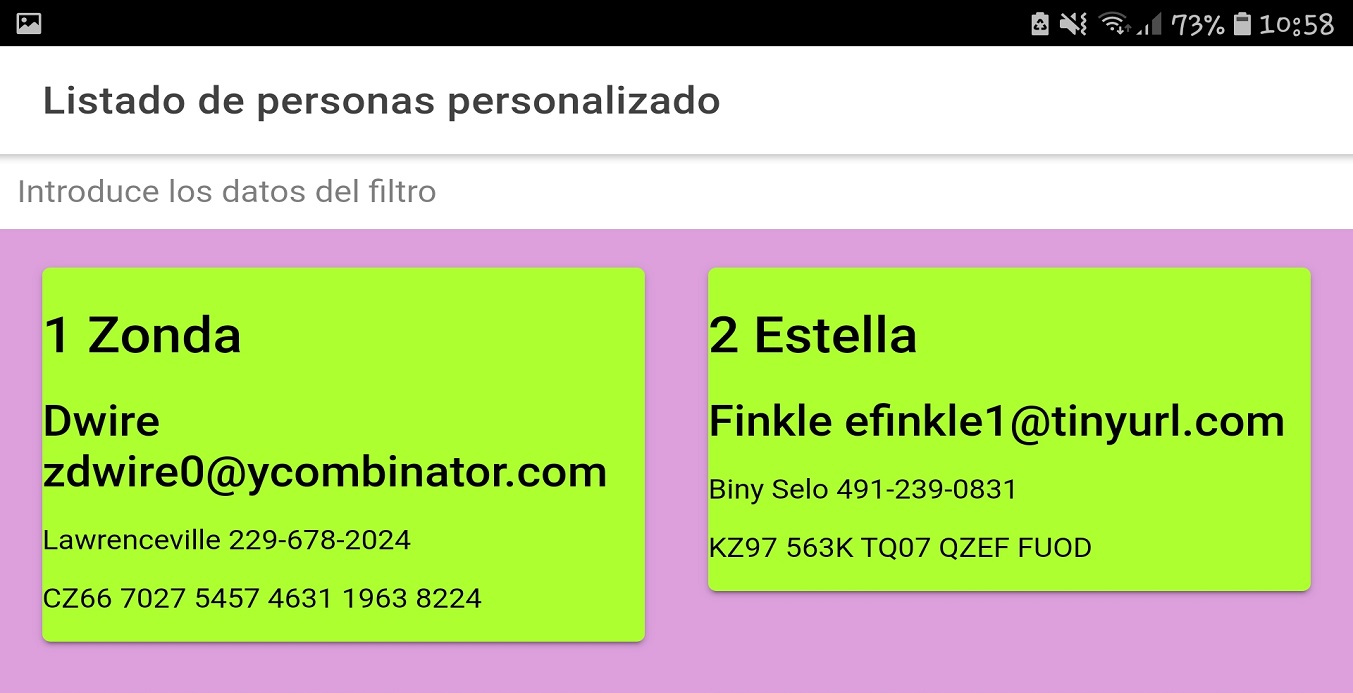 73% 10:58
Listado de personas personalizado
Introduce los datos del filtro
1 Zonda
Dwire
zdwire0@ycombinator.com
Lawrenceville 229-678-2024
CZ66 7027 5457 4631 1963 8224
2 Estella
Finkle efinkle1@tinyurl.com
Biny Selo 491-239-0831
KZ97 563K TQ07 QZEF FUOD